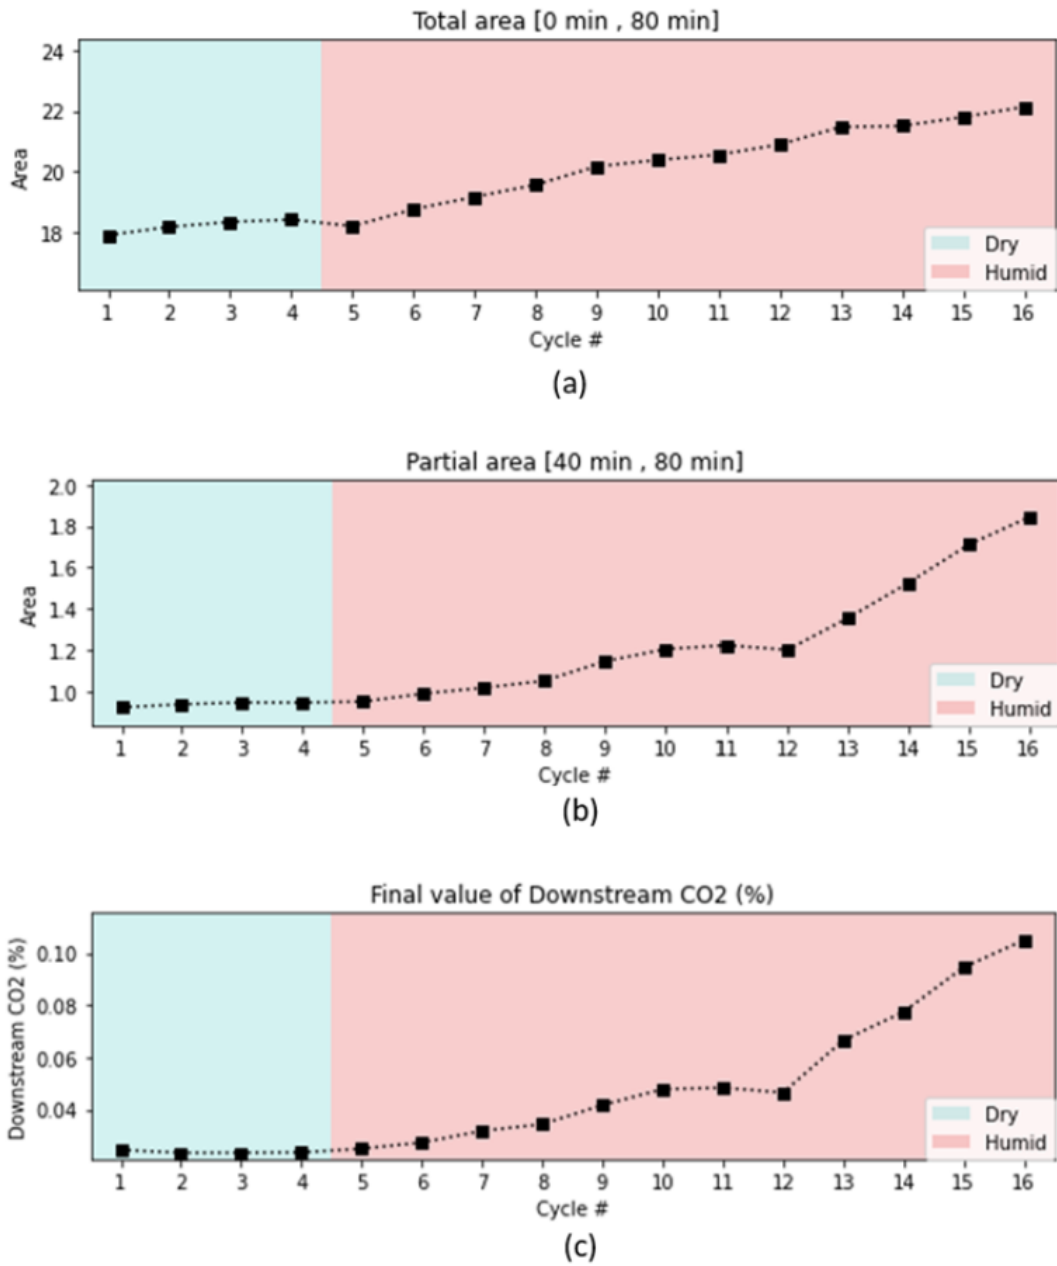 Total area [0 min , 80 min]
24
22
20
18
Area
Dry
Humid
1 2 3 4 5 6 7 8 9 10 11 12 13 14 15 16
Cycle #
(a)
Partial area [40 min , 80 min]
2.0
1.8
1.6
1.4
1.2
1.0
Area
Dry
Humid
1 2 3 4 5 6 7 8 9 10 11 12 13 14 15 16
Cycle #
(b)
Final value of Downstream CO2 (%)
0.10
0.08
0.06
0.04
Downstream CO2 (%)
Dry
Humid
1 2 3 4 5 6 7 8 9 10 11 12 13 14 15 16
Cycle #
(c)